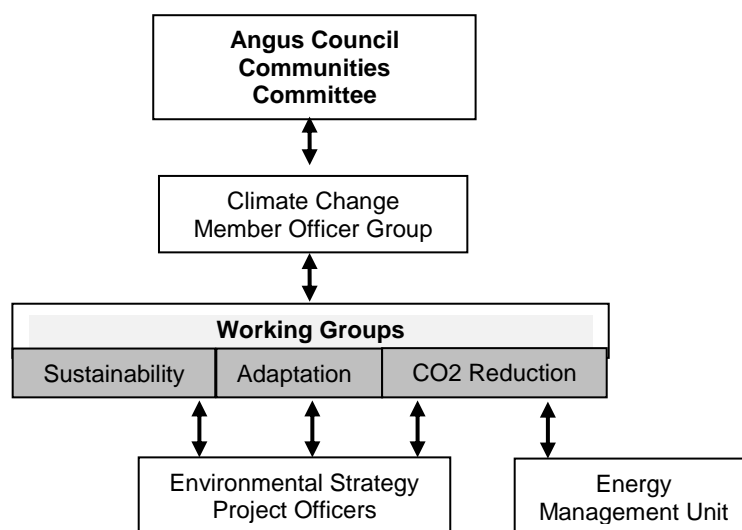 Angus Council
Communities
Committee
Climate Change
Member Officer Group
Working Groups
Sustainability
Adaptation
CO2 Reduction
Environmental Strategy
Project Officers
Energy
Management Unit